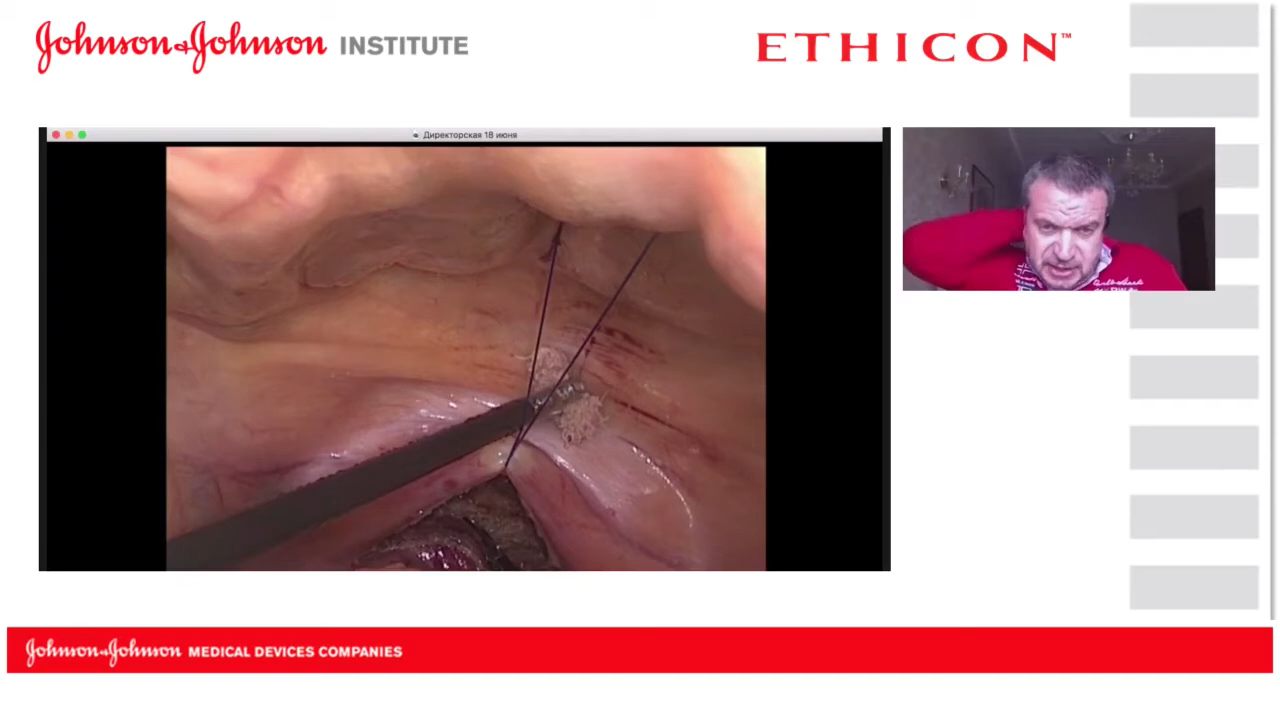 Johnson & Johnson INSTITUTE
ETHICON™
Директорская 18 июня
Johnson & Johnson MEDICAL DEVICES COMPANIES